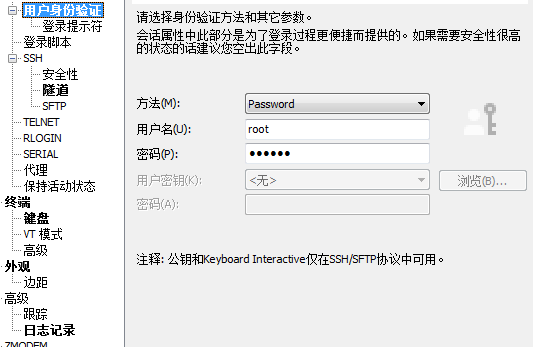 用户身份验证
登录提示符
登录脚本
SSH
安全性
隧道
SFTP
TELNET
RLOGIN
SERIAL
代理
保持活动状态
终端
键盘
VT 模式
高级
外观
边距
高级
跟踪
日志记录
ZMODEM
请选择身份验证方法和其它参数。
会话属性中此部分是为了登录过程更便捷而提供的。如果需要安全性很高
的状态的话建议您空出此字段。
方法(M):
Password
用户名(U):
root
密码(P):
●●●●●●
用户密钥(K):
<无>
浏览(B)...
密码(A):
注释: 公钥和Keyboard Interactive仅在SSH/SFTP协议中可用。